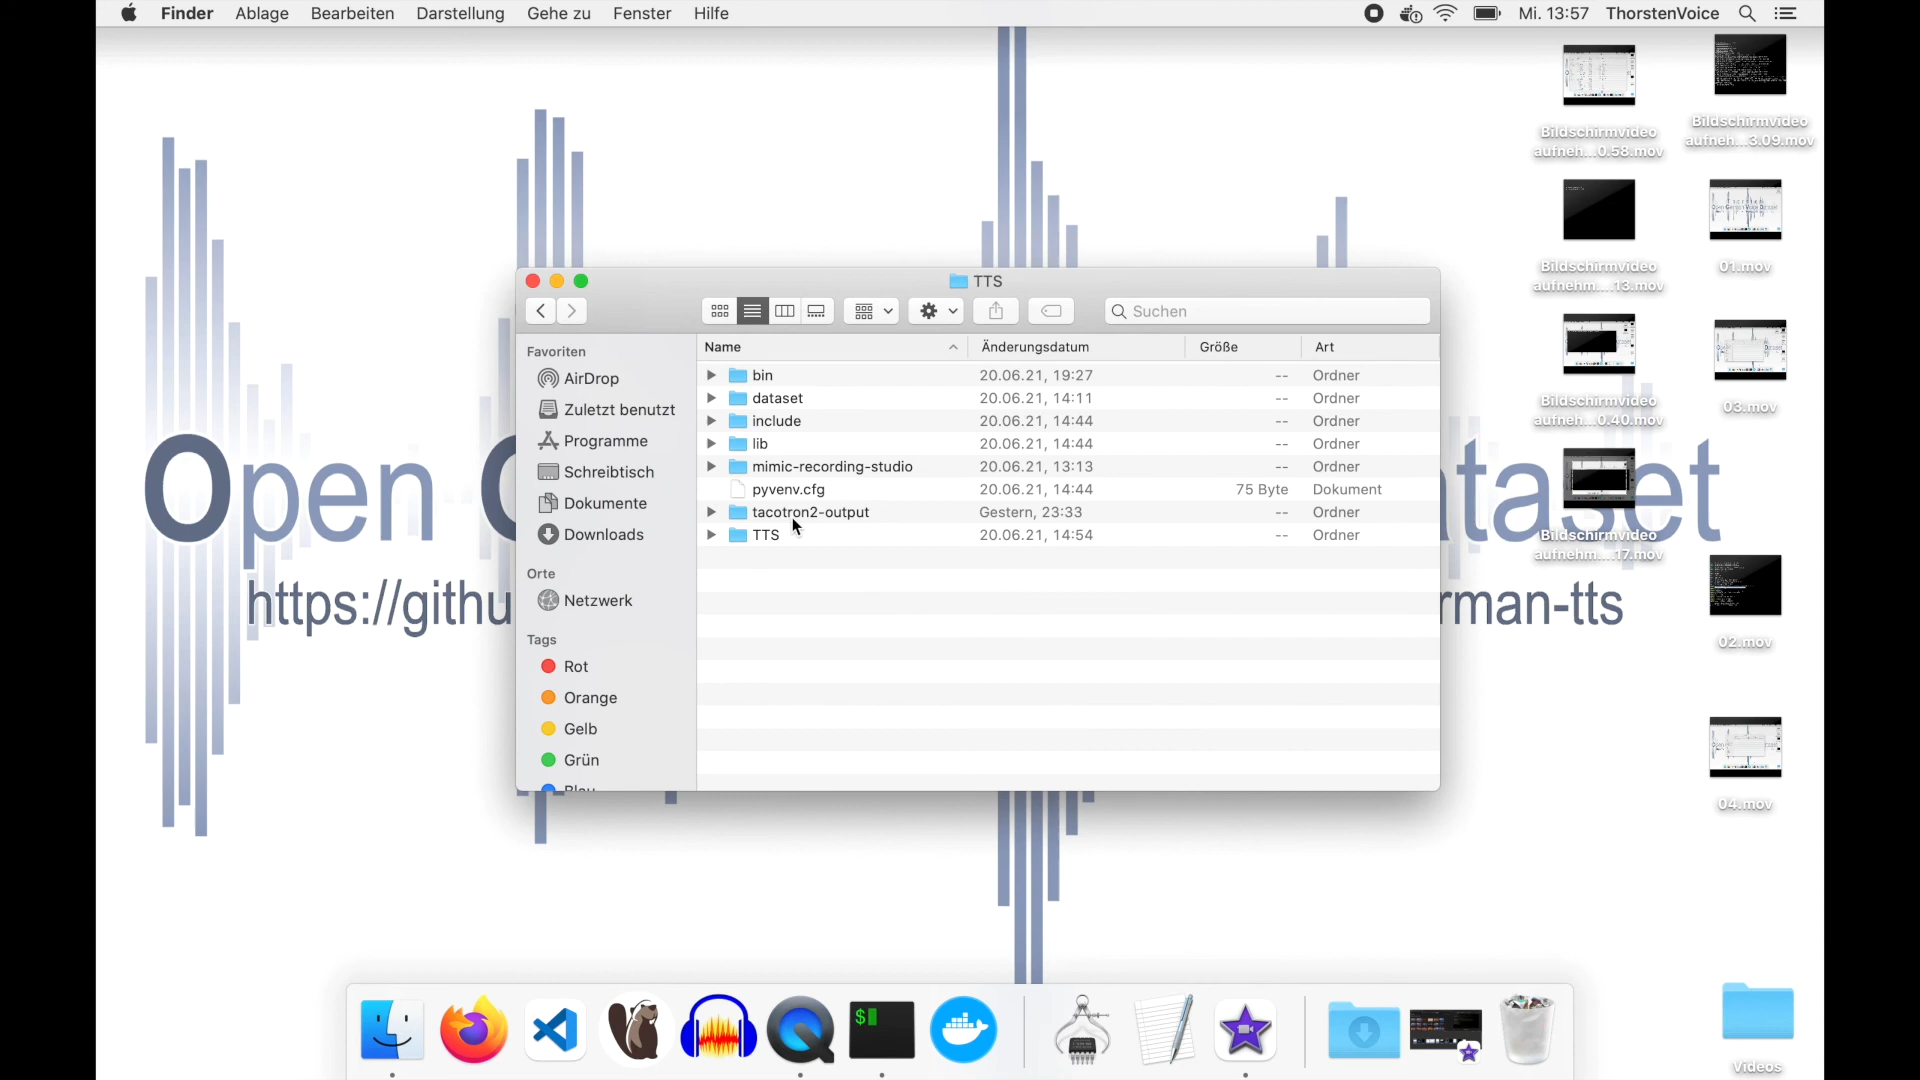 Finder Ablage Bearbeiten Darstellung Gehe zu Fenster Hilfe Mi. 13:57 ThorstenVoice
TTS
Suchen
Favoriten
AirDrop
Zuletzt benutzt
Programme
Schreibtisch
Dokumente
Downloads
Orte
Netzwerk
Tags
Rot
Orange
Gelb
Grün
Blau
Name Änderungsdatum Größe Art
bin 20.06.21, 19:27 -- Ordner
dataset 20.06.21, 14:11 -- Ordner
include 20.06.21, 14:44 -- Ordner
lib 20.06.21, 14:44 -- Ordner
mimic-recording-studio 20.06.21, 13:13 -- Ordner
pyvenv.cfg 20.06.21, 14:44 75 Byte Dokument
tacotron2-output Gestern, 23:33 -- Ordner
TTS 20.06.21, 14:54 -- Ordner
Open
taset
https://githu
rman-tts
Bildschirmvideo
aufneh...0.58.mov
Bildschirmvideo
aufneh...3.09.mov
Bildschirmvideo
aufnehm....13.mov
01.mov
Bildschirmvideo
aufneh...0.40.mov
03.mov
Bildschirmvideo
aufnehm....17.mov
02.mov
04.mov
Videos
$